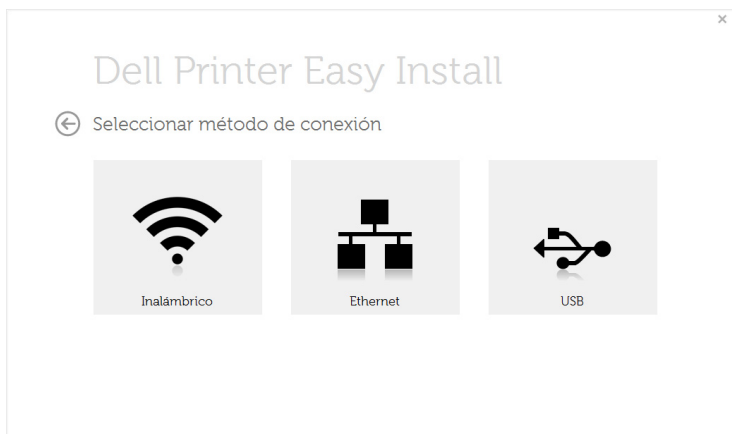 Dell Printer Easy Install
Seleccionar método de conexión
Inalámbrico
Ethernet
USB